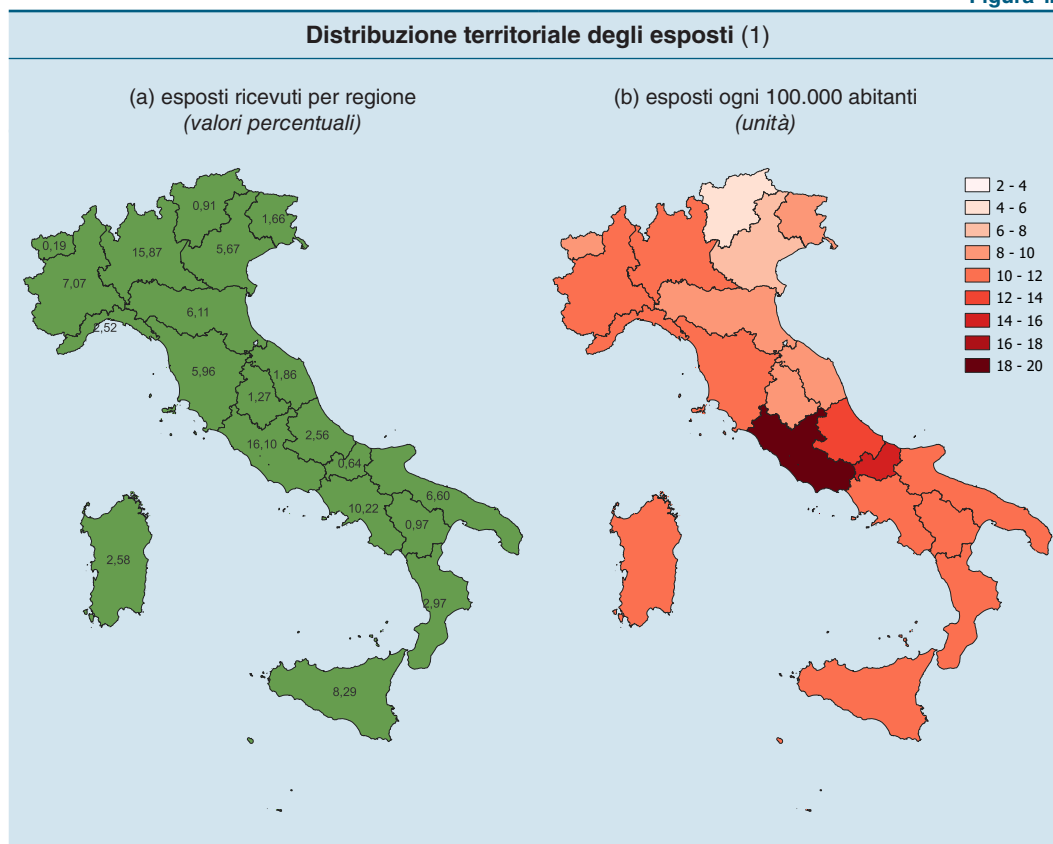 Distribuzione territoriale degli esposti (1)
(a) esposti ricevuti per regione
(valori percentuali)
0,91
1,66
0,19
15,87
5,67
7,07
6,11
2,52
5,96
1,86
1,27
2,56
16,10
0,64
6,60
10,22
0,97
2,58
2,97
8,29
(b) esposti ogni 100.000 abitanti
(unità)
2 - 4
4 - 6
6 - 8
8 - 10
10 - 12
12 - 14
14 - 16
16 - 18
18 - 20